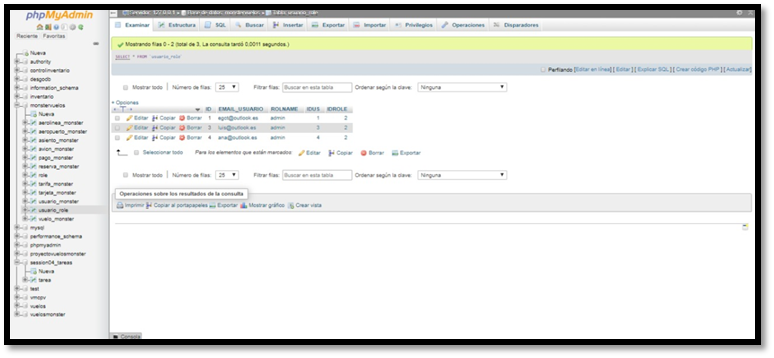 phpMyAdmin
Reciente Favoritas
Nueva
authority
controlinventario
desgodb
information_schema
inventario
monstervuelos
Nueva
aerolinea_monster
aeropuerto_monster
asiento_monster
avion_monster
pago_monster
reserva_monster
role
tarifa_monster
tarjeta_monster
usuario_monster
usuario_role
vuelo_monster
mysql
performance_schema
phpmyadmin
proyectovuelosmonster
session04_tareas
Nueva
tarea
test
vmcpv
vuelos
vuelosmonster
Examinar Estructura SQL Buscar Insertar Exportar Importar Privilegios Operaciones Disparadores
Mostrando filas 0 - 2 (total de 3, La consulta tardó 0,0011 segundos.)
SELECT * FROM `usuario_role`
Perfilando [Editar en línea] [ Editar ] [ Explicar SQL ] [ Crear código PHP ] [ Actualizar]
Mostrar todo Número de filas: 25 Filtrar filas: Buscar en esta tabla Ordenar según la clave: Ninguna
+ Opciones
ID EMAIL_USUARIO ROLNAME IDUS IDROLE
Editar Copiar Borrar 1 egot@outlook.es admin 1 2
Editar Copiar Borrar 3 luis@outlook.es admin 3 2
Editar Copiar Borrar 4 ana@outlook.es admin 4 2
Seleccionar todo Para los elementos que están marcados: Editar Copiar Borrar Exportar
Mostrar todo Número de filas: 25 Filtrar filas: Buscar en esta tabla Ordenar según la clave: Ninguna
Operaciones sobre los resultados de la consulta
Imprimir Copiar al portapapeles Exportar Mostrar gráfico Crear vista
Consola